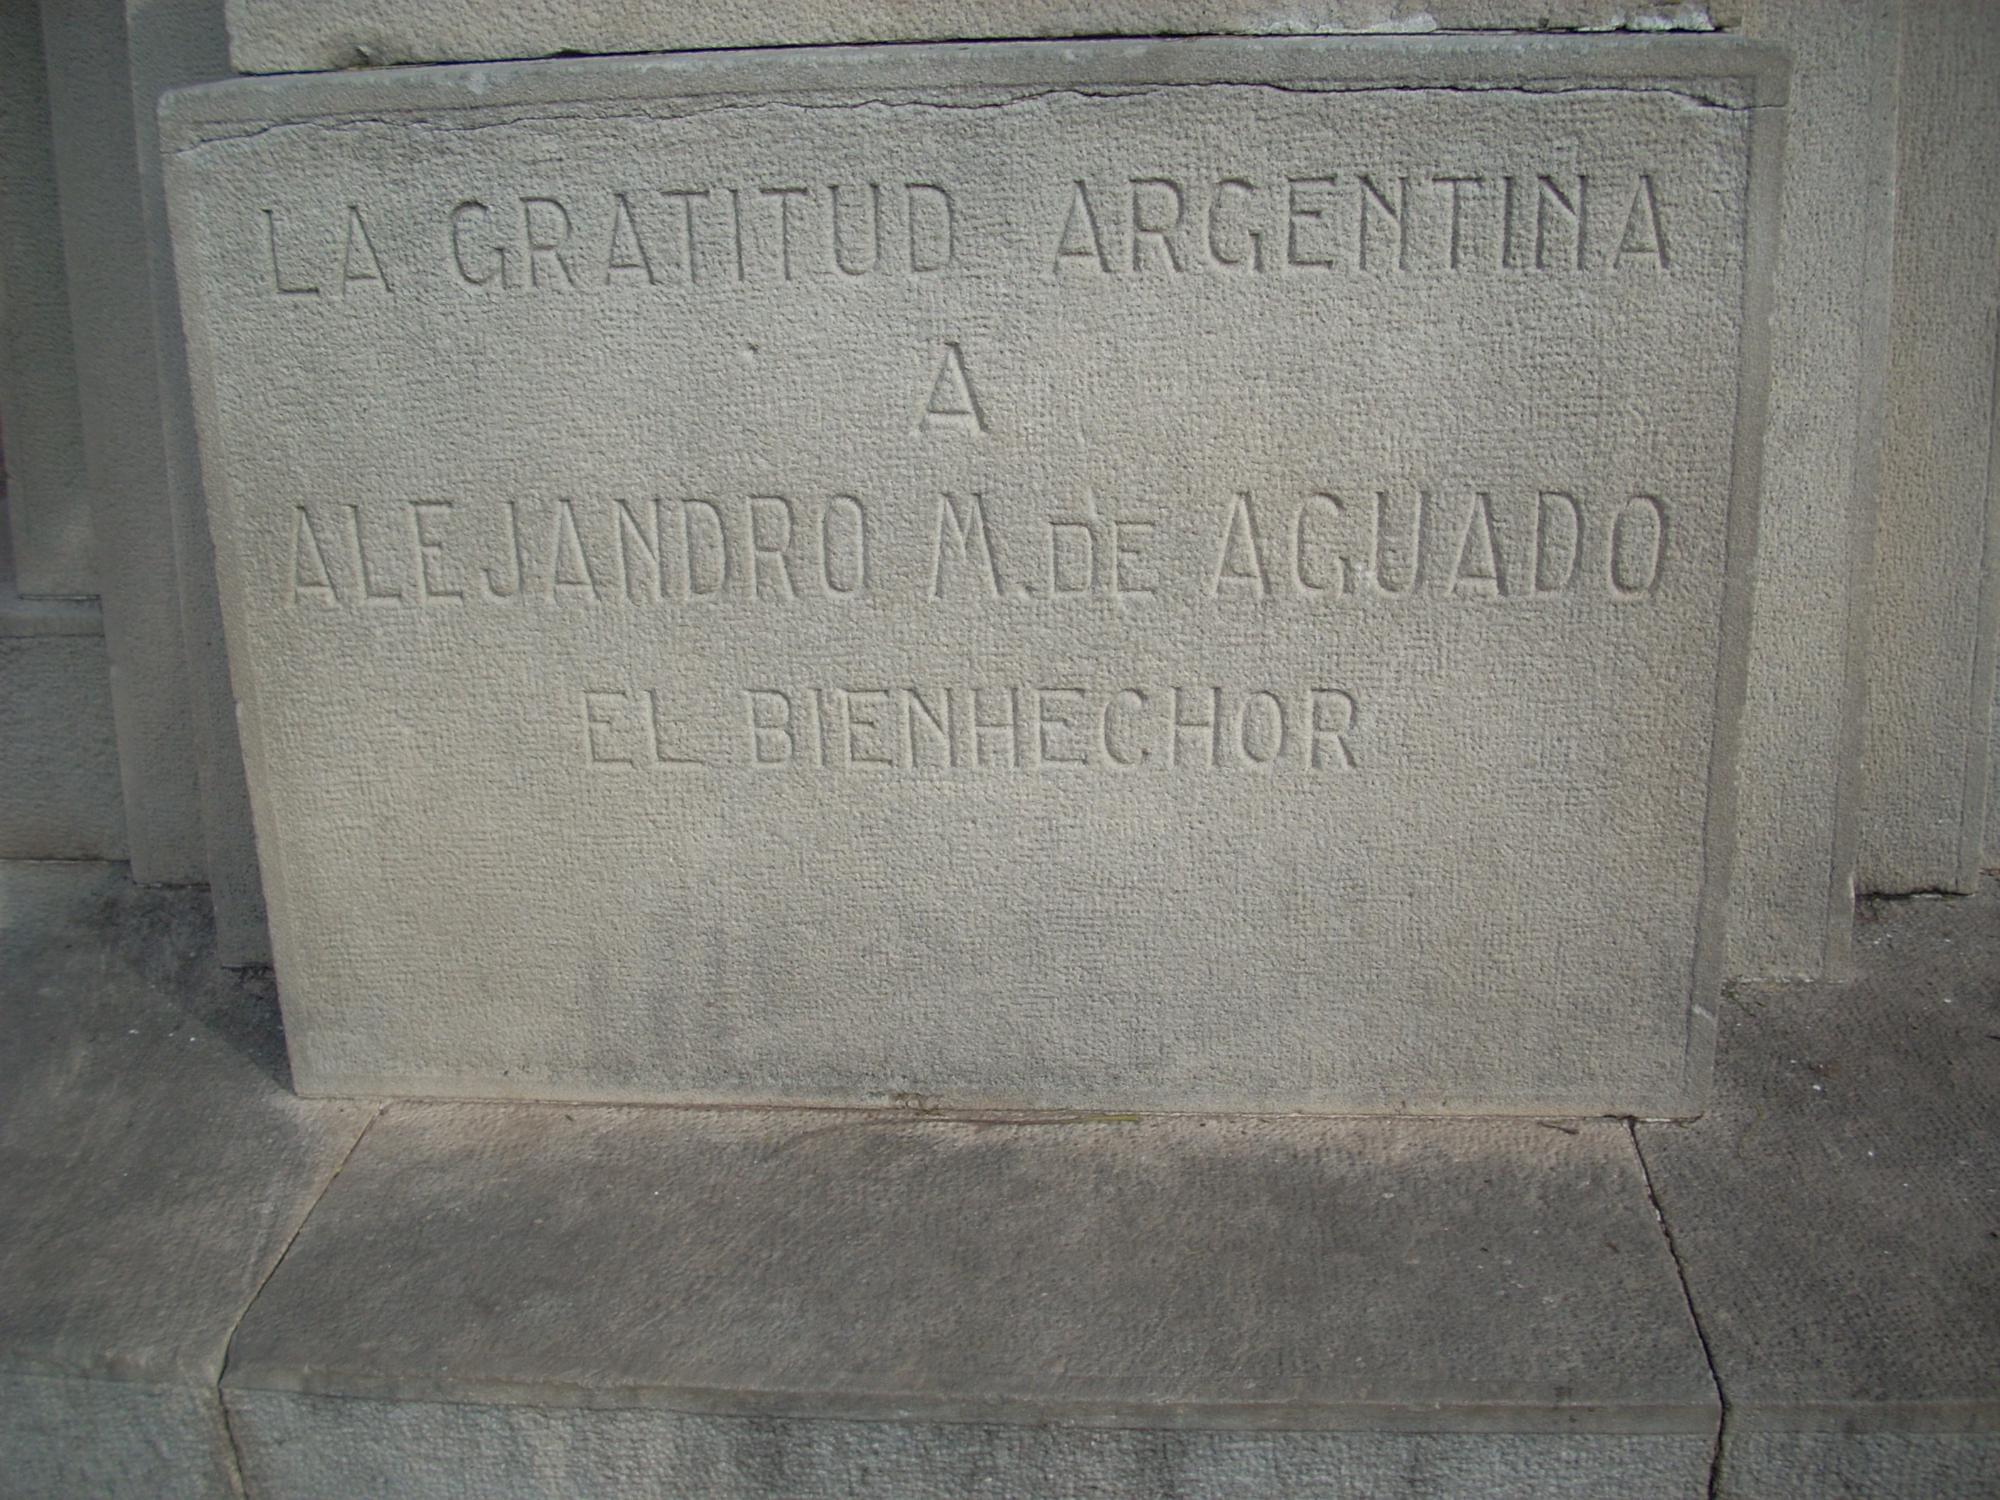 LA GRATITUD ARGENTINA
A
ALEJANDRO M. DE AGUADO
EL BIENHECHOR